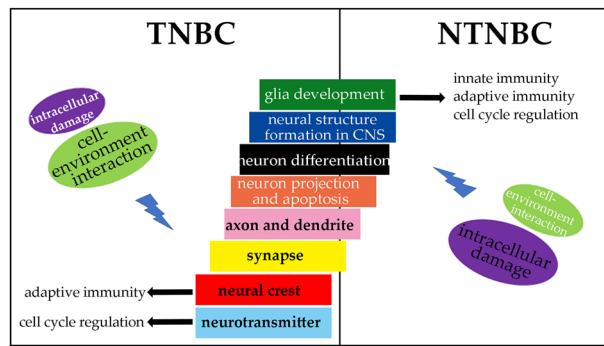 TNBC
NTNBC
intracellular
damage
cell-
environment
interaction
glia development
neural structure
formation in CNS
neuron differentiation
neuron projection
and apoptosis
axon and dendrite
synapse
neural crest
neurotransmitter
adaptive immunity
cell cycle regulation
innate immunity
adaptive immunity
cell cycle regulation
cell-
environment
interaction
intracellular
damage